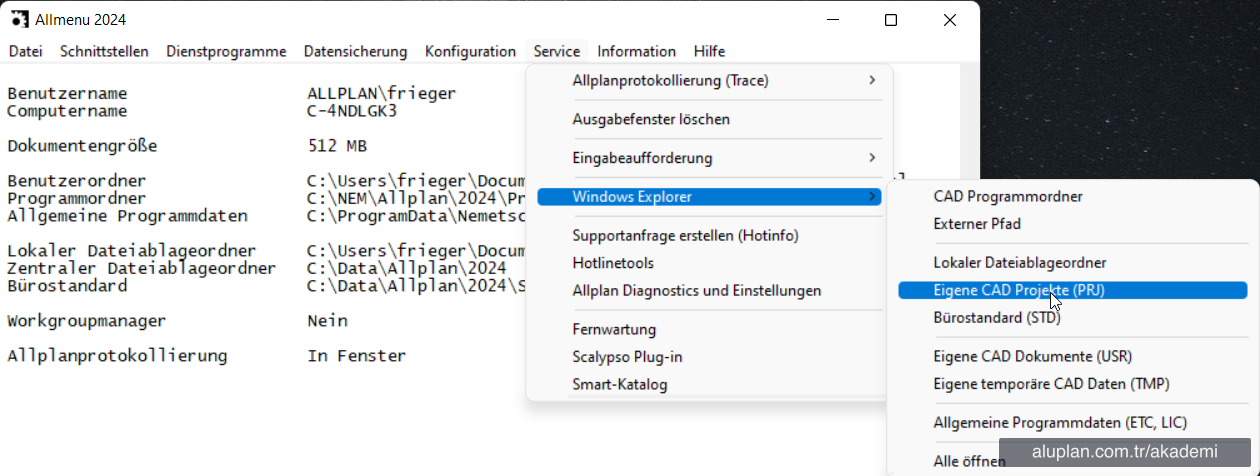 Allmenu 2024
Datei Schnittstellen Dienstprogramme Datensicherung Konfiguration Service Information Hilfe
Benutzername ALLPLAN\frieger
Computername C-4NDLGK3
Dokumentengröße 512 MB
Benutzerordner C:\Users\frieger\Docum
Programmordner C:\NEM\Allplan\2024\Pr
Allgemeine Programmdaten C:\ProgramData\Nemetsc
Lokaler Dateiablageordner C:\Users\frieger\Docum
Zentraler Dateiablageordner C:\Data\Allplan\2024
Bürostandard C:\Data\Allplan\2024\S
Workgroupmanager Nein
Allplanprotokollierung In Fenster
Allplanprotokollierung (Trace)
Ausgabefenster löschen
Eingabeaufforderung
Windows Explorer
Supportanfrage erstellen (Hotinfo)
Hotlinetools
Allplan Diagnostics und Einstellungen
Fernwartung
Scalypso Plug-in
Smart-Katalog
CAD Programmordner
Externer Pfad
Lokaler Dateiablageordner
Eigene CAD Projekte (PRJ)
Bürostandard (STD)
Eigene CAD Dokumente (USR)
Eigene temporäre CAD Daten (TMP)
Allgemeine Programmdaten (ETC, LIC)
Alle öffnen
aluplan.com.tr/akademi